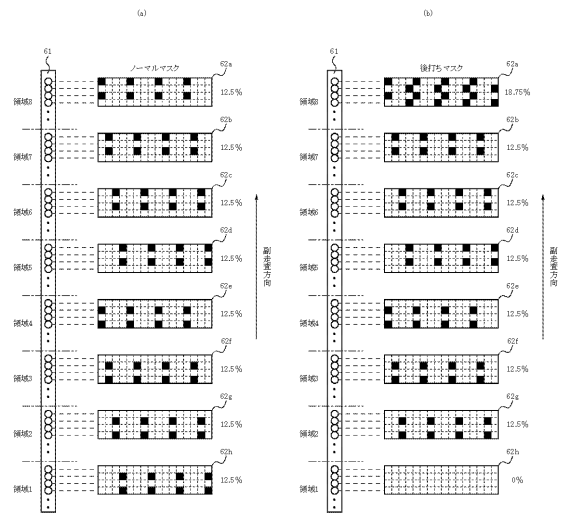 (a)
61
ノーマルマスク
62a
領域8
12.5%
62b
領域7
12.5%
62c
領域6
12.5%
62d
領域5
12.5%
62e
領域4
12.5%
62f
領域3
12.5%
62g
領域2
12.5%
62h
領域1
12.5%
副走査方向
(b)
61
後打ちマスク
62a
領域8
18.75%
62b
領域7
12.5%
62c
領域6
12.5%
62d
領域5
12.5%
62e
領域4
12.5%
62f
領域3
12.5%
62g
領域2
12.5%
62h
領域1
0%
副走査方向